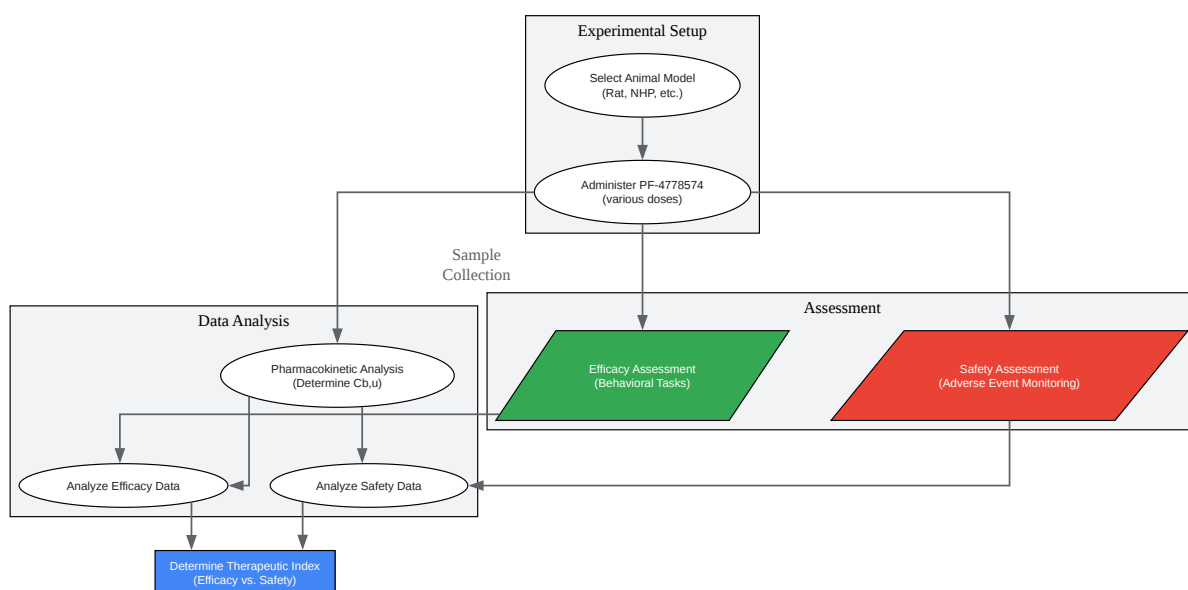 Experimental Setup
Select Animal Model
(Rat, NHP, etc.)
Administer PF-4778574
(various doses)
Sample
Collection
Data Analysis
Assessment
Pharmacokinetic Analysis
(Determine Cb,u)
Efficacy Assessment
(Behavioral Tasks)
Safety Assessment
(Adverse Event Monitoring)
Analyze Efficacy Data
Analyze Safety Data
Determine Therapeutic Index
(Efficacy vs. Safety)